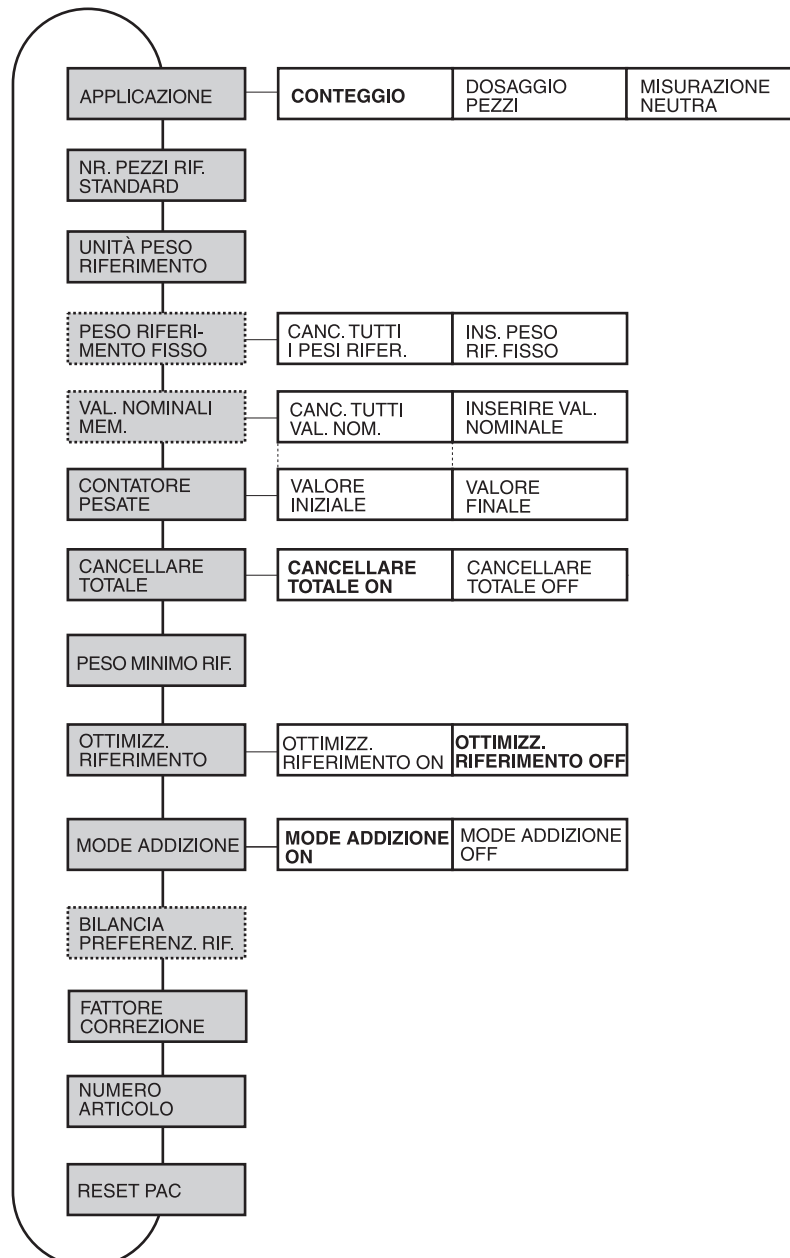 APPLICAZIONE
CONTEGGIO
DOSAGGIO
PEZZI
MISURAZIONE
NEUTRA
NR. PEZZI RIF.
STANDARD
UNITÀ PESO
RIFERIMENTO
PESO RIFERI-
MENTO FISSO
CANC. TUTTI
I PESI RIFER.
INS. PESO
RIF. FISSO
VAL. NOMINALI
MEM.
CANC. TUTTI
VAL. NOM.
INSERIRE VAL.
NOMINALE
CONTATORE
PESATE
VALORE
INIZIALE
VALORE
FINALE
CANCELLARE
TOTALE
CANCELLARE
TOTALE ON
CANCELLARE
TOTALE OFF
PESO MINIMO RIF.
OTTIMIZZ.
RIFERIMENTO
OTTIMIZZ.
RIFERIMENTO ON
OTTIMIZZ.
RIFERIMENTO OFF
MODE ADDIZIONE
MODE ADDIZIONE
ON
MODE ADDIZIONE
OFF
BILANCIA
PREFERENZ. RIF.
FATTORE
CORREZIONE
NUMERO
ARTICOLO
RESET PAC